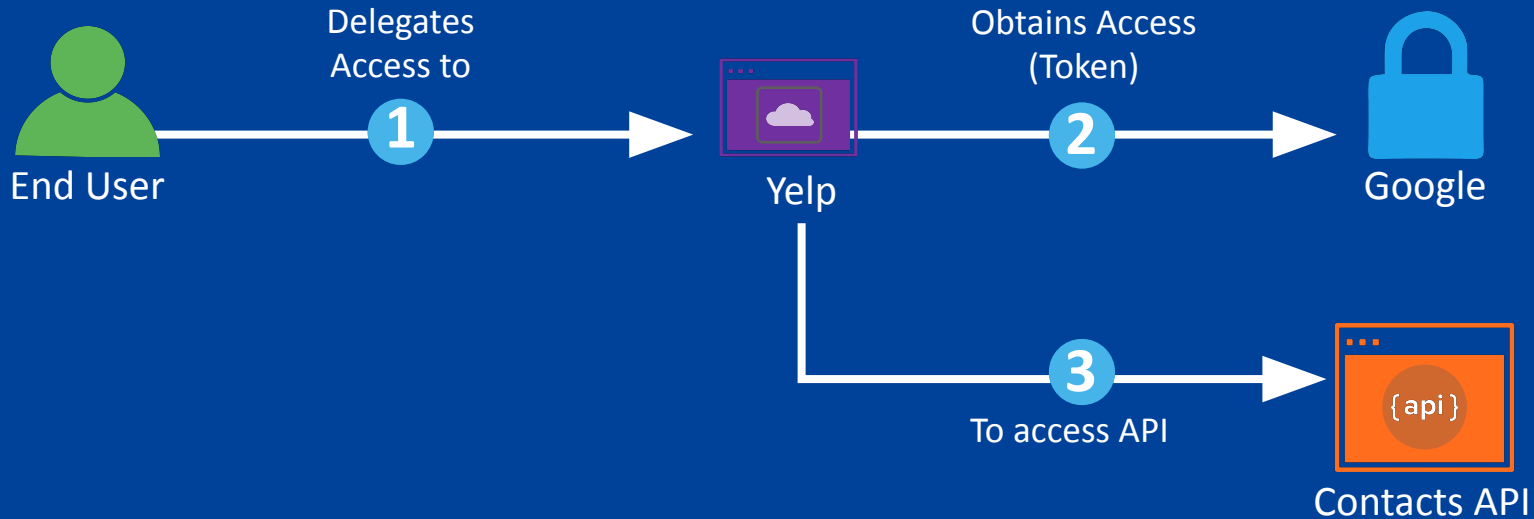 Delegates
Access to
1
End User
Yelp
Obtains Access
(Token)
2
Google
3
To access API
{api}
Contacts API